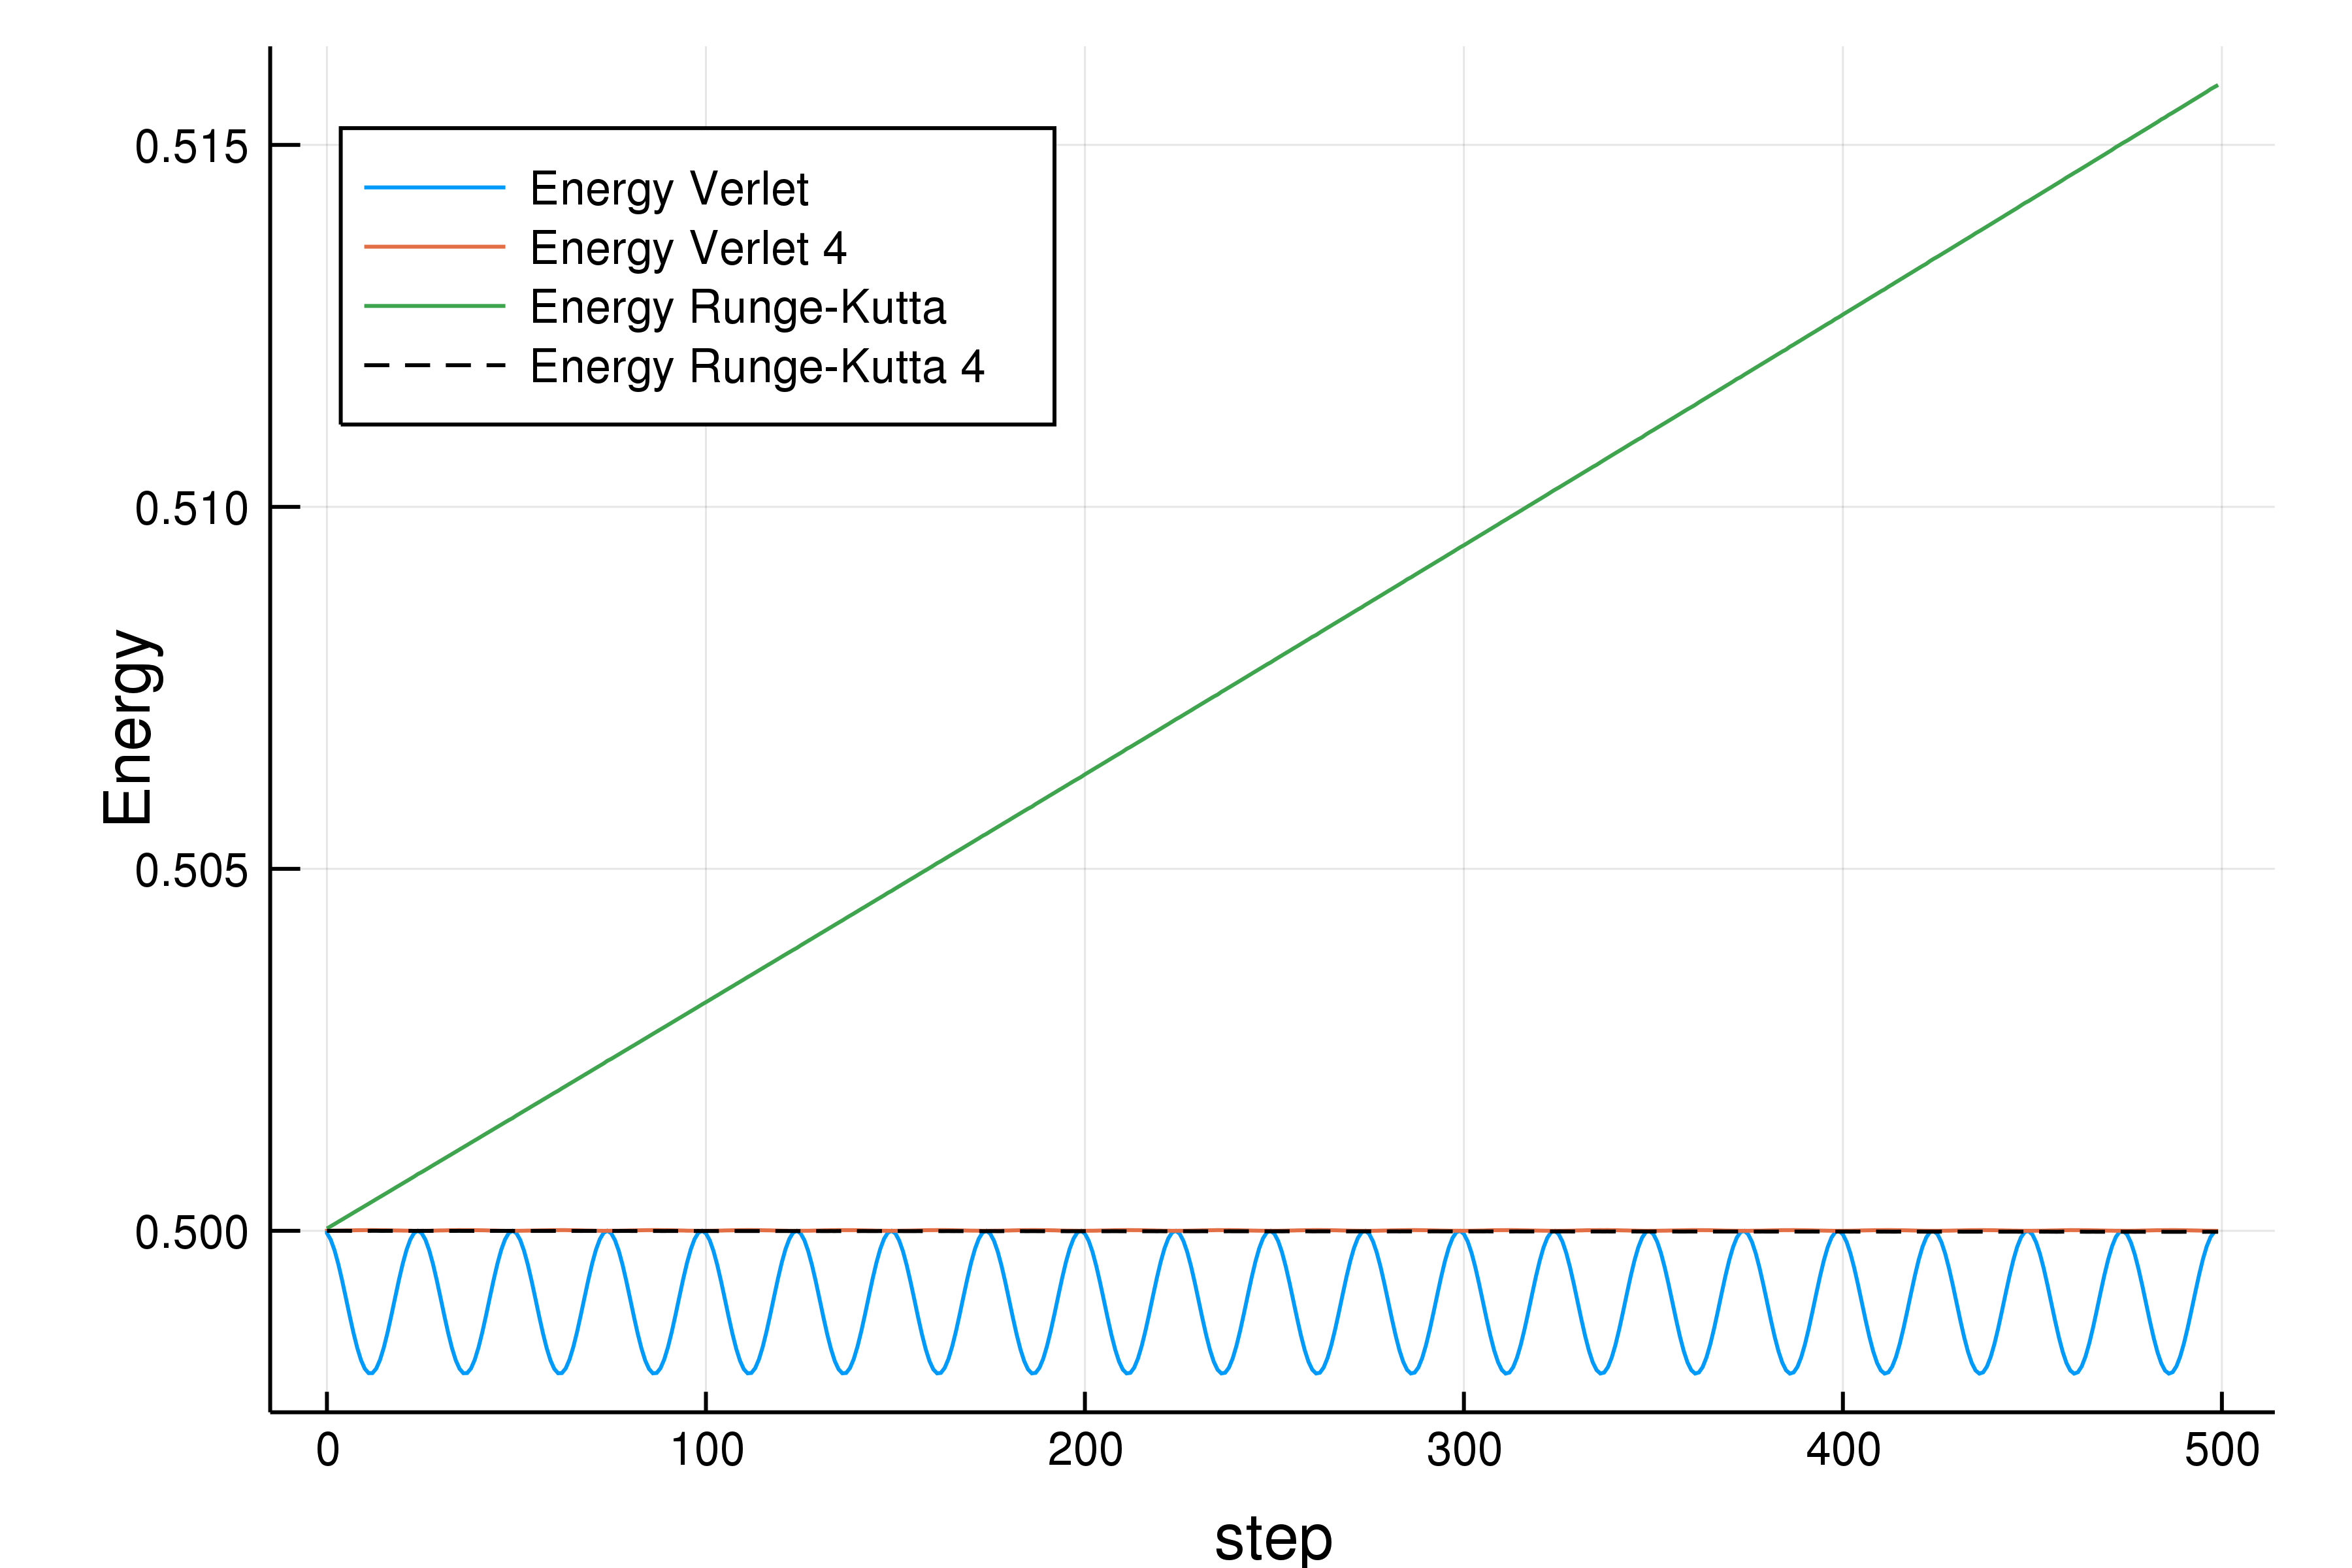 0.515
0.510
0.505
0.500
Energy
Energy Verlet
Energy Verlet 4
Energy Runge-Kutta
Energy Runge-Kutta 4
0 100 200 300 400 500
step